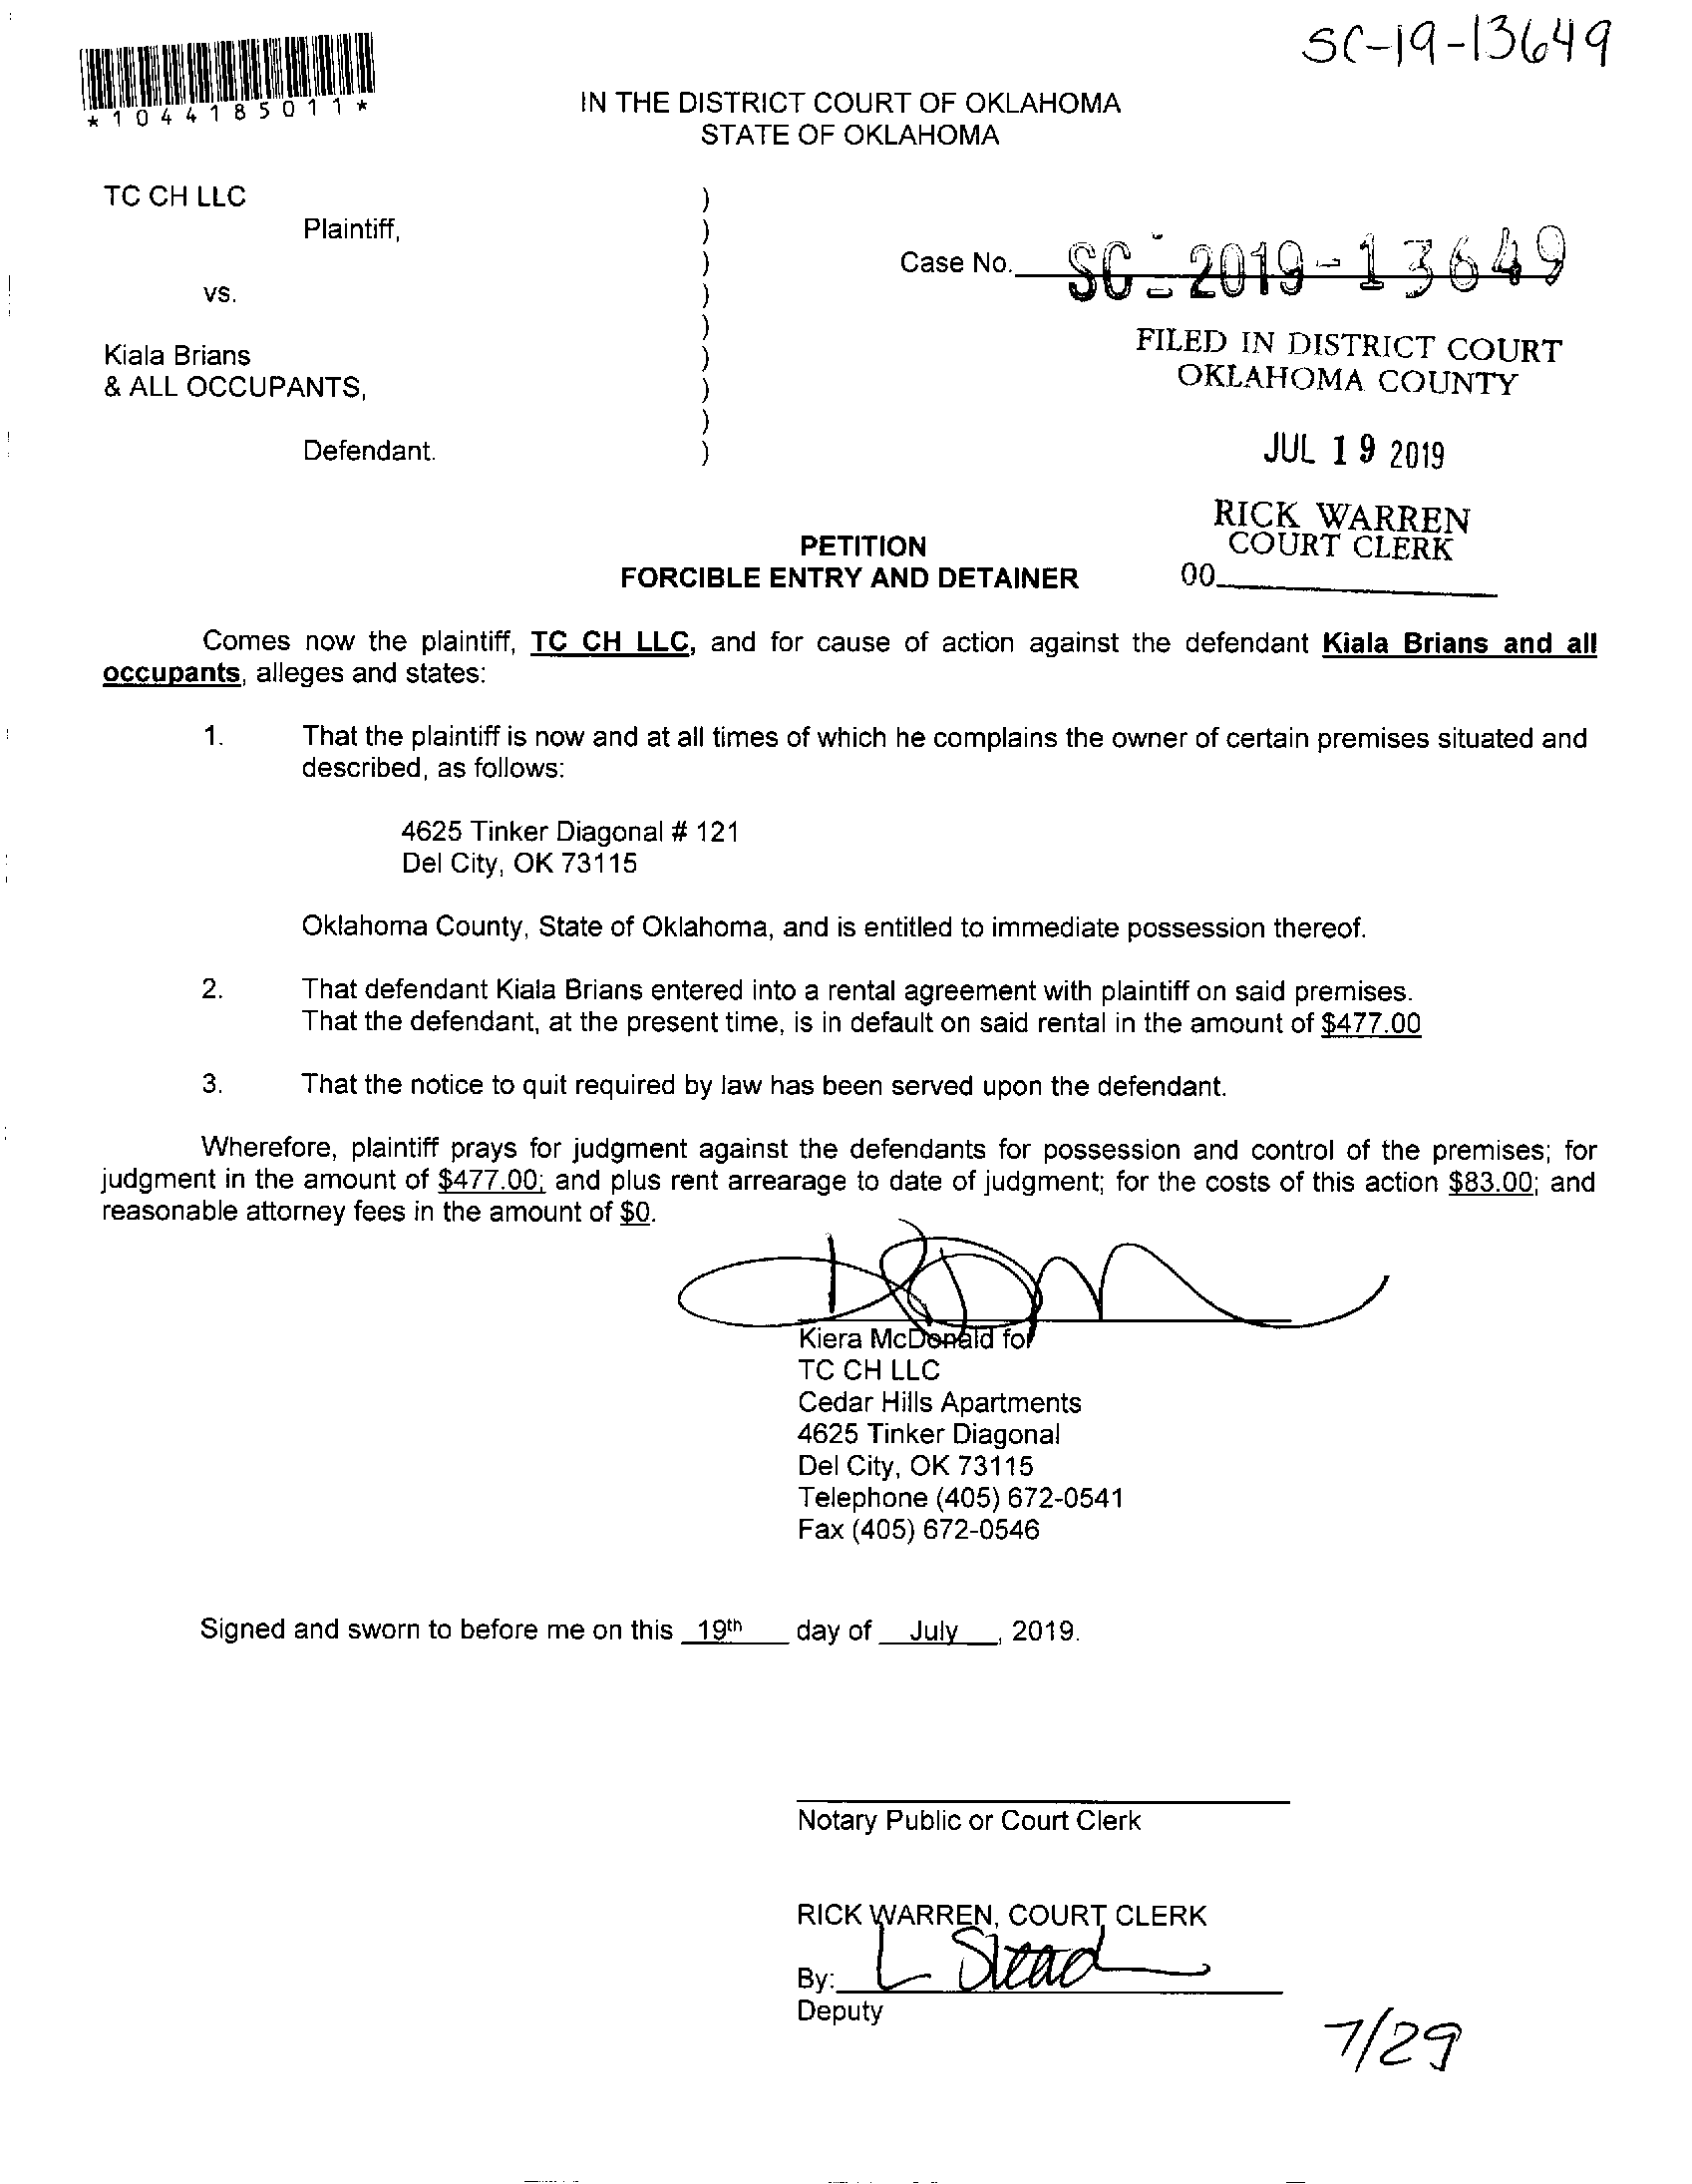 SC-19-13649
*1044185011*
IN THE DISTRICT COURT OF OKLAHOMA
STATE OF OKLAHOMA
TC CH LLC )
Plaintiff, )
) Case No. SC - 2019 - 13649
vs. )
)
Kiala Brians )
& ALL OCCUPANTS, )
)
Defendant. )
FILED IN DISTRICT COURT
OKLAHOMA COUNTY
JUL 19 2019
RICK WARREN
COURT CLERK
00
PETITION
FORCIBLE ENTRY AND DETAINER
Comes now the plaintiff, TC CH LLC, and for cause of action against the defendant Kiala Brians and all
occupants, alleges and states:
1. That the plaintiff is now and at all times of which he complains the owner of certain premises situated and
described, as follows:
4625 Tinker Diagonal # 121
Del City, OK 73115
Oklahoma County, State of Oklahoma, and is entitled to immediate possession thereof.
2. That defendant Kiala Brians entered into a rental agreement with plaintiff on said premises.
That the defendant, at the present time, is in default on said rental in the amount of $477.00
3. That the notice to quit required by law has been served upon the defendant.
Wherefore, plaintiff prays for judgment against the defendants for possession and control of the premises; for
judgment in the amount of $477.00; and plus rent arrearage to date of judgment; for the costs of this action $83.00; and
reasonable attorney fees in the amount of $0.
Kiera McDonald for
TC CH LLC
Cedar Hills Apartments
4625 Tinker Diagonal
Del City, OK 73115
Telephone (405) 672-0541
Fax (405) 672-0546
Signed and sworn to before me on this 19th day of July, 2019.
Notary Public or Court Clerk
RICK WARREN, COURT CLERK
By: L Stead
Deputy
7/29